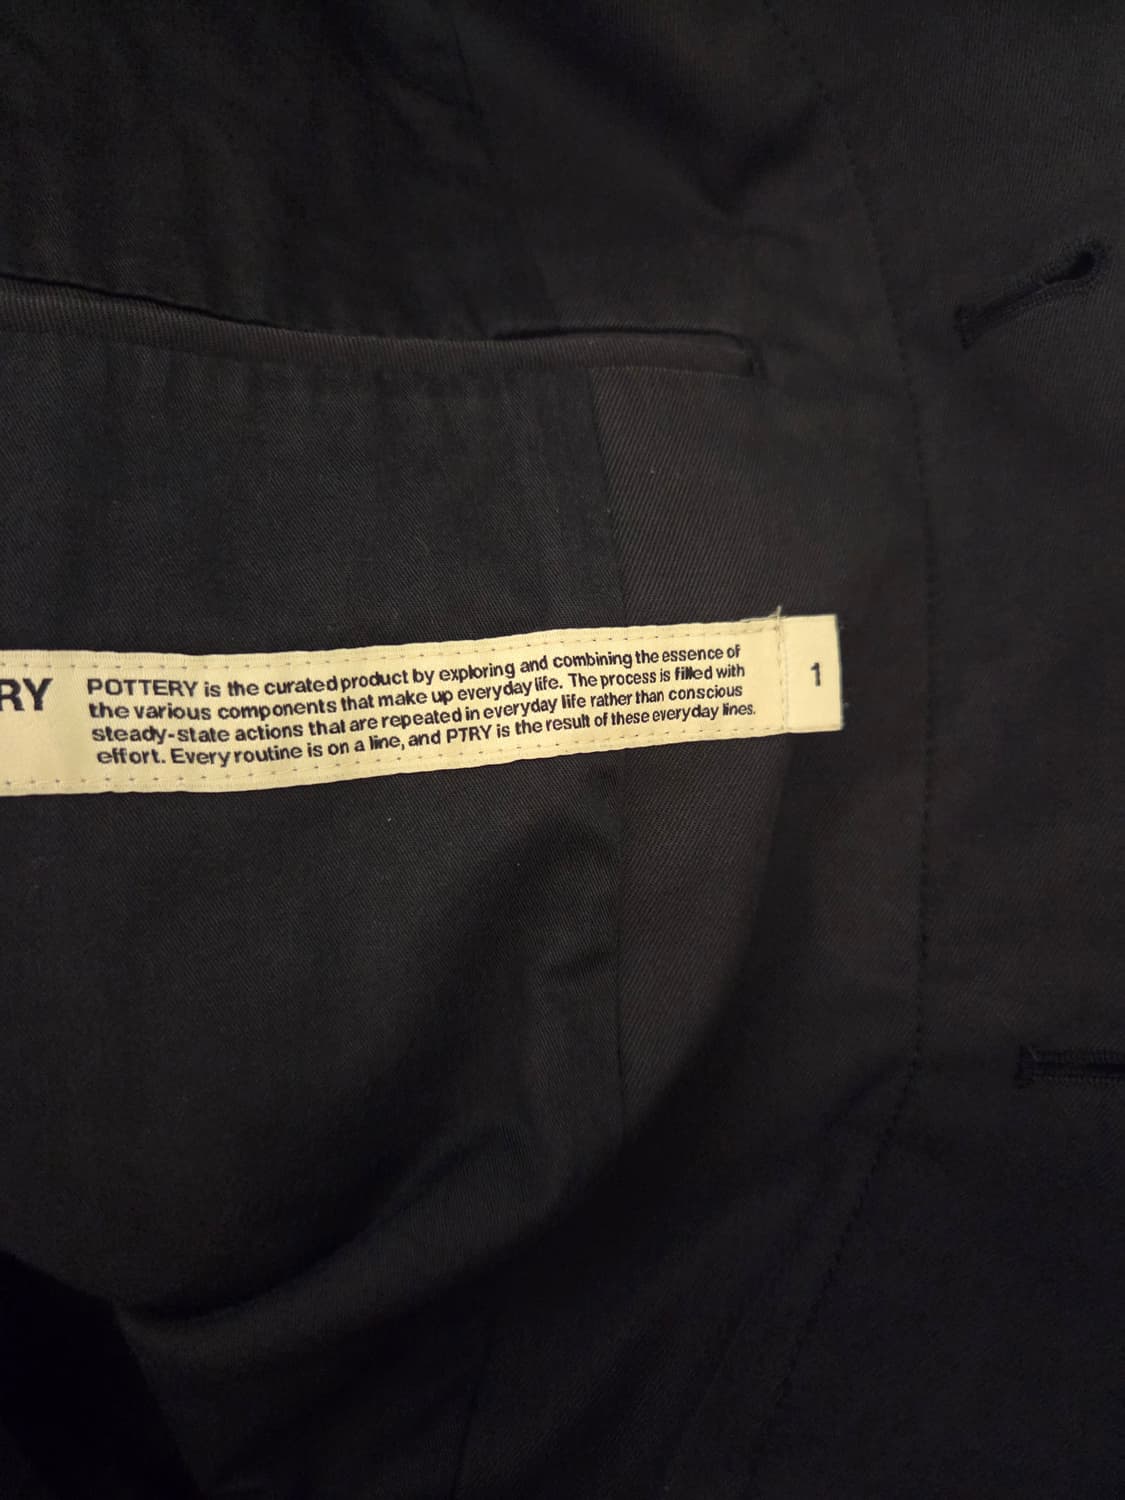 RY
POTTERY is the curated product by exploring and combining the essence of
the various components that make up everyday life. The process is filled with
steady-state actions that are repeated in everyday life rather than conscious
effort. Every routine is on a line, and PTRY is the result of these everyday lines.
1